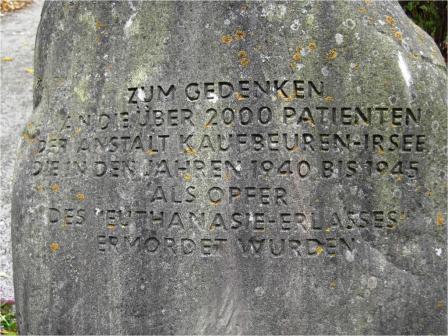 ZUM GEDENKEN
AN DIE ÜBER 2000 PATIENTEN
DER ANSTALT KAUFBEUREN-IRSEE
DIE IN DEN JAHREN 1940 BIS 1945
ALS OPFER
DES "EUTHANASIE-ERLASSES"
ERMORDET WURDEN